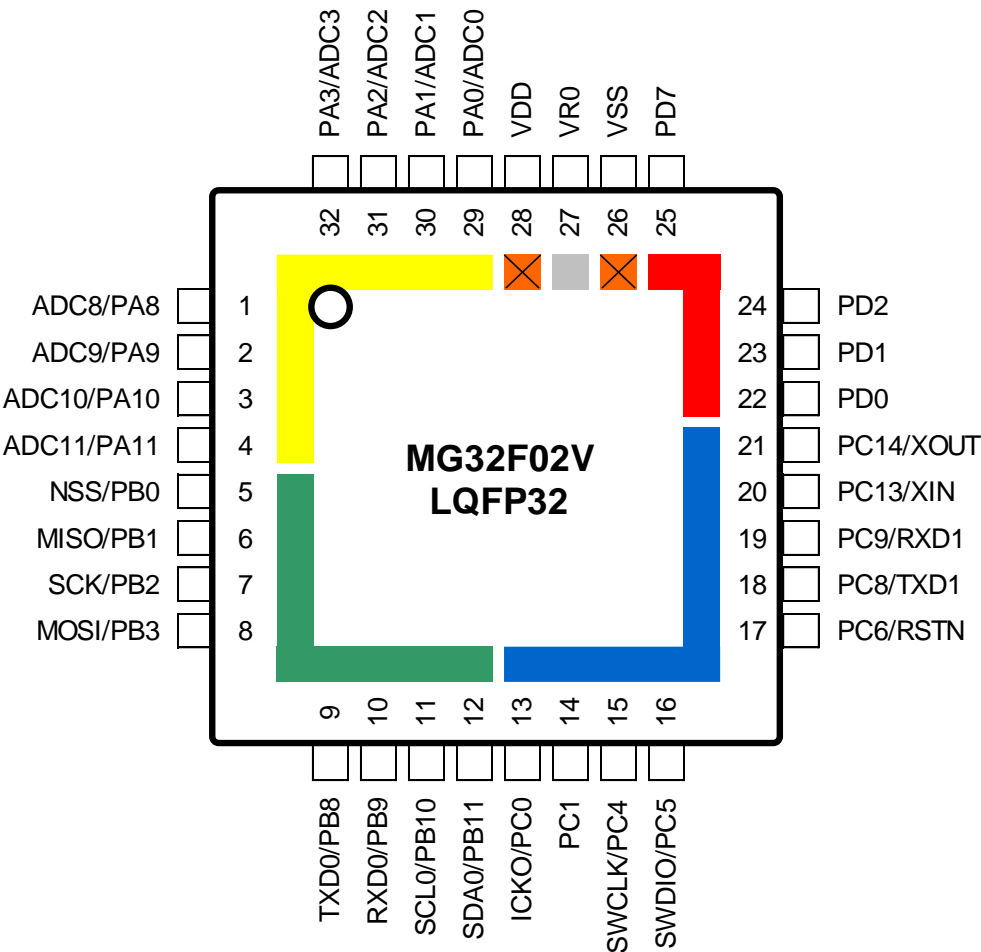 PA3/ADC3
PA2/ADC2
PA1/ADC1
PA0/ADC0
VDD
VR0
VSS
PD7
32
31
30
29
28
27
26
25
ADC8/PA8
1
24
PD2
ADC9/PA9
2
23
PD1
ADC10/PA10
3
22
PD0
ADC11/PA11
4
21
PC14/XOUT
NSS/PB0
5
20
PC13/XIN
MISO/PB1
6
19
PC9/RXD1
SCK/PB2
7
18
PC8/TXD1
MOSI/PB3
8
17
PC6/RSTN
MG32F02V
LQFP32
9
10
11
12
13
14
15
16
TXD0/PB8
RXD0/PB9
SCL0/PB10
SDA0/PB11
ICKO/PC0
PC1
SWCLK/PC4
SWDIO/PC5